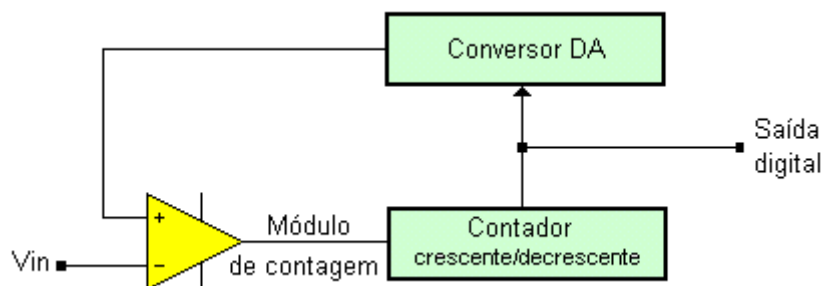 Conversor DA
Saída
digital
+
Módulo
Contador
Vin
−
de contagem
crescente/decrescente